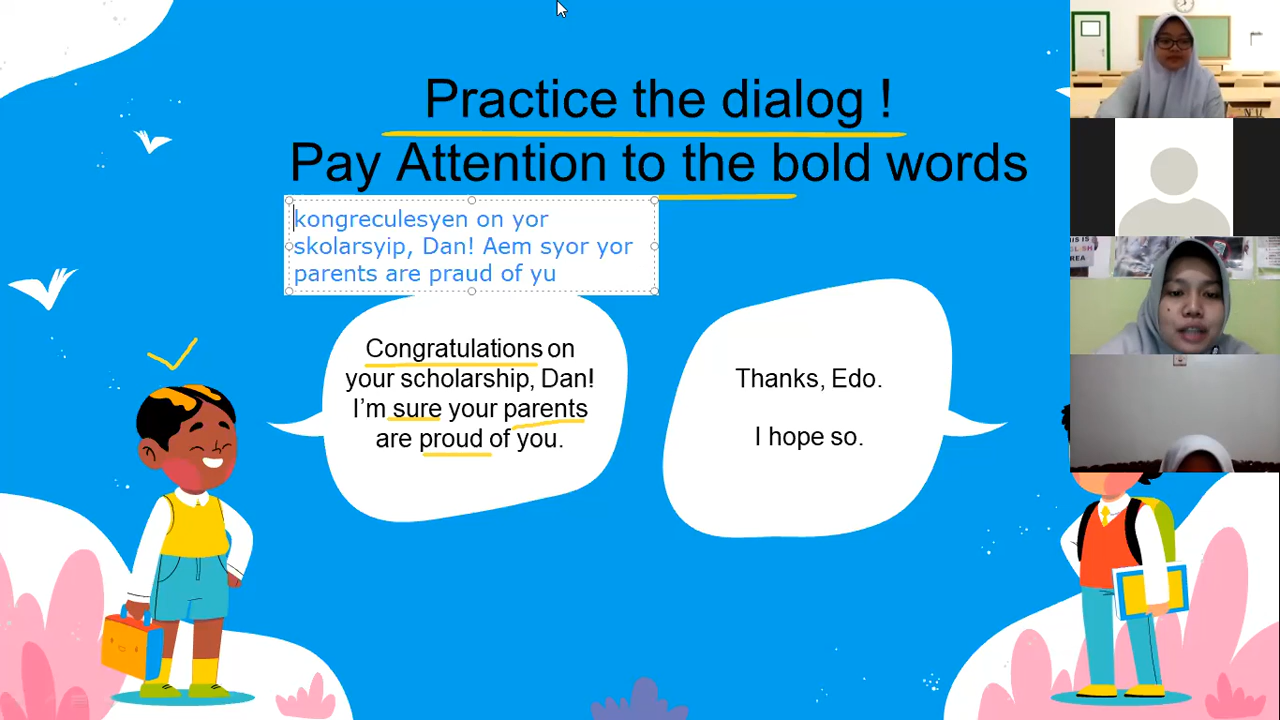 Practice the dialog !
Pay Attention to the bold words
kongreculesyen on yor
skolarsyip, Dan! Aem syor yor
parents are praud of yu
Congratulations on
your scholarship, Dan!
I'm sure your parents
are proud of you.
Thanks, Edo.
I hope so.